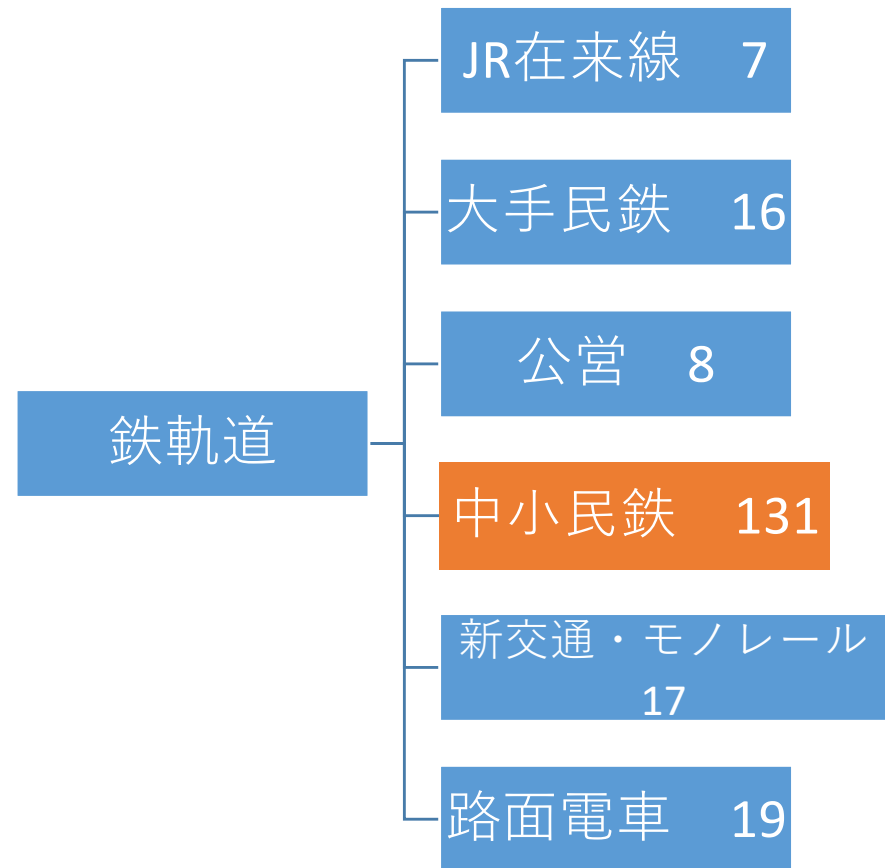 JR在来線 7
大手民鉄 16
公営 8
鉄軌道
中小民鉄 131
新交通・モノレール
17
路面電車 19